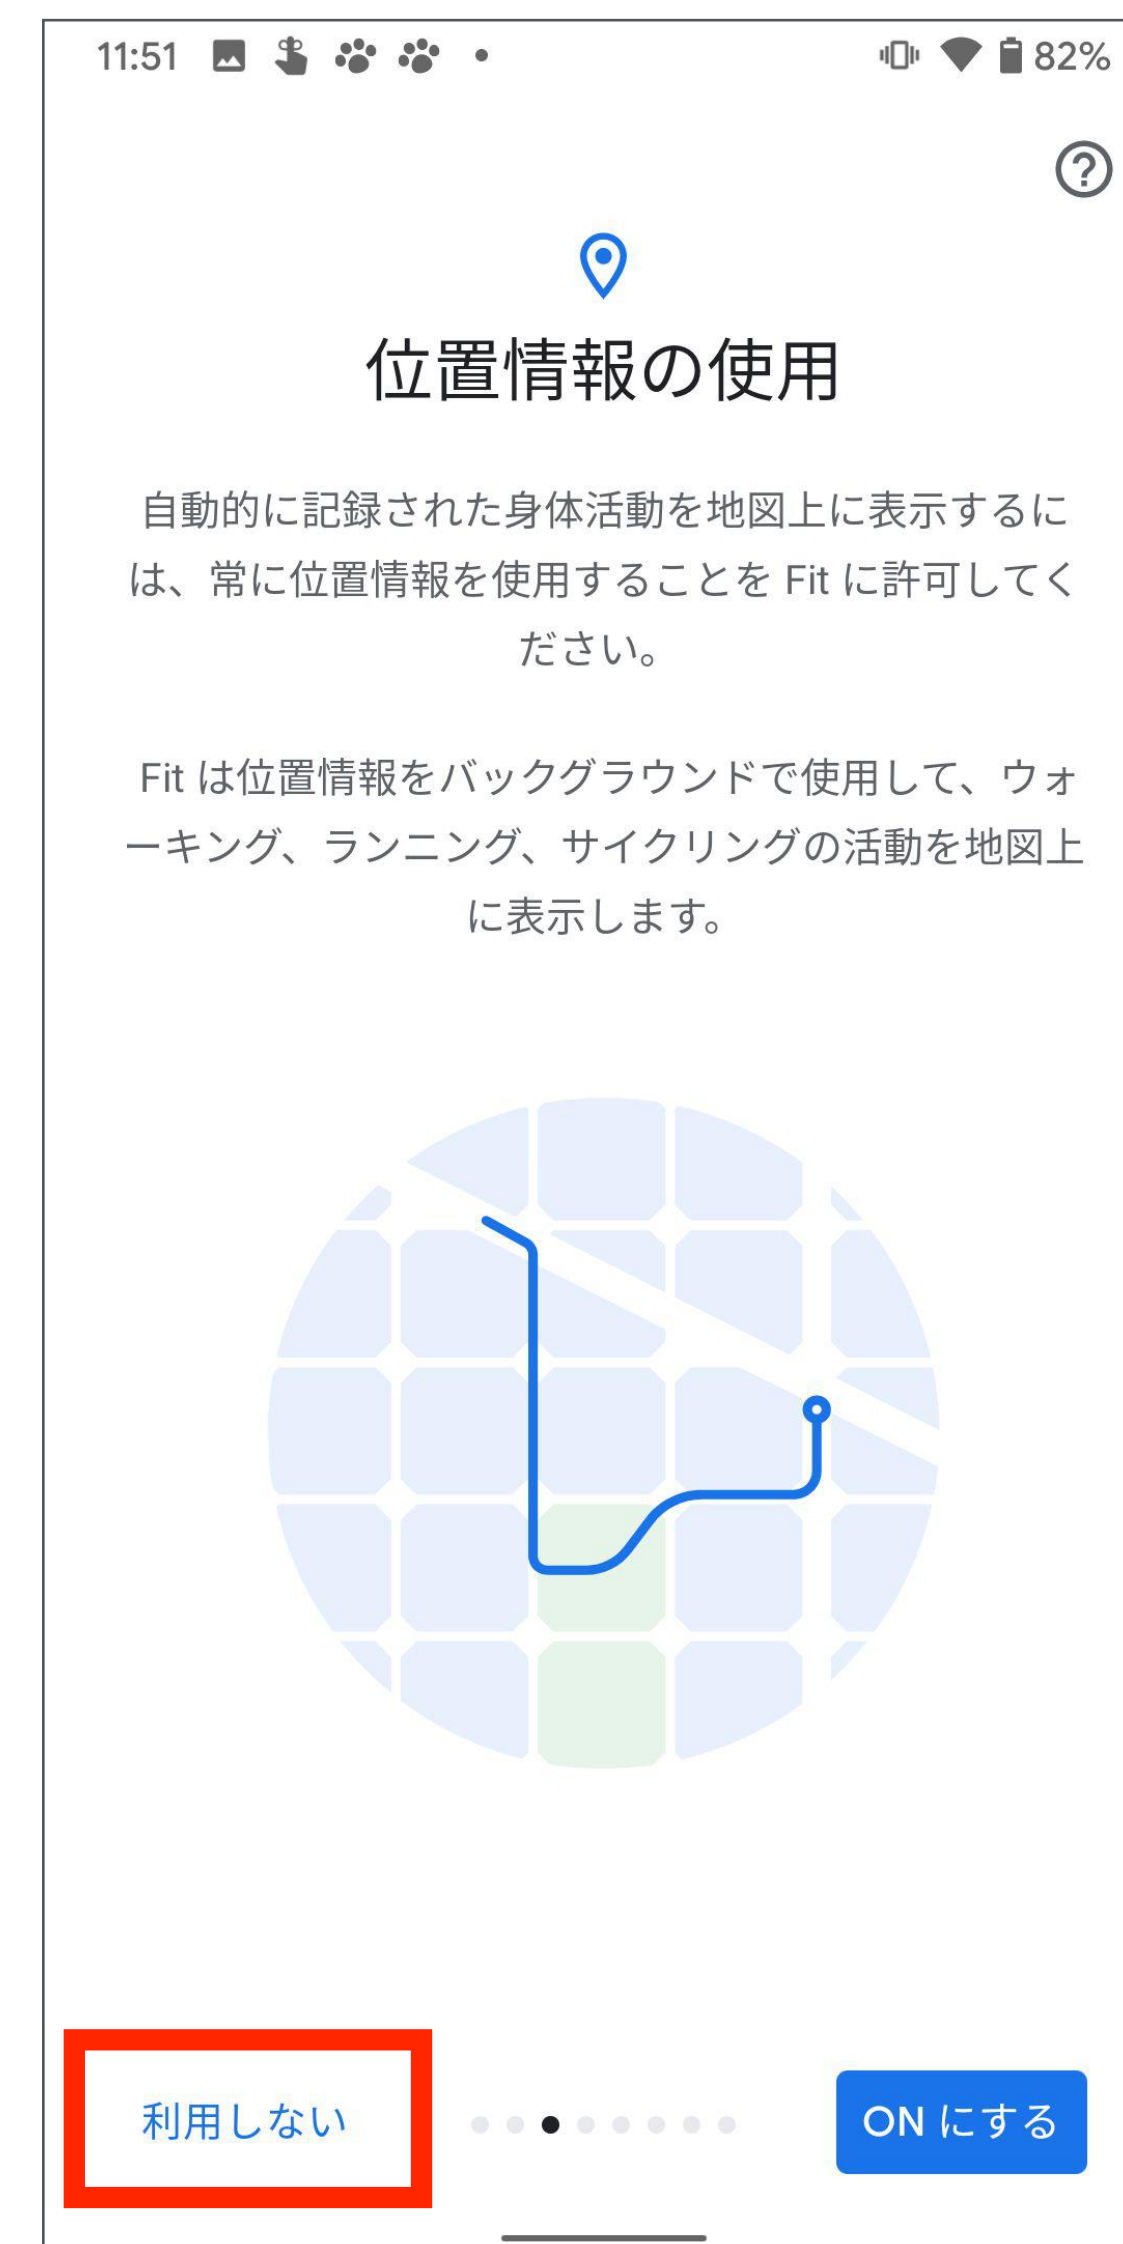 11:51
82%
位置情報の使用
自動的に記録された身体活動を地図上に表示するに
は、常に位置情報を使用することを Fit に許可してく
ださい。
Fit は位置情報をバックグラウンドで使用して、ウォ
ーキング、ランニング、サイクリングの活動を地図上
に表示します。
利用しない
ON にする